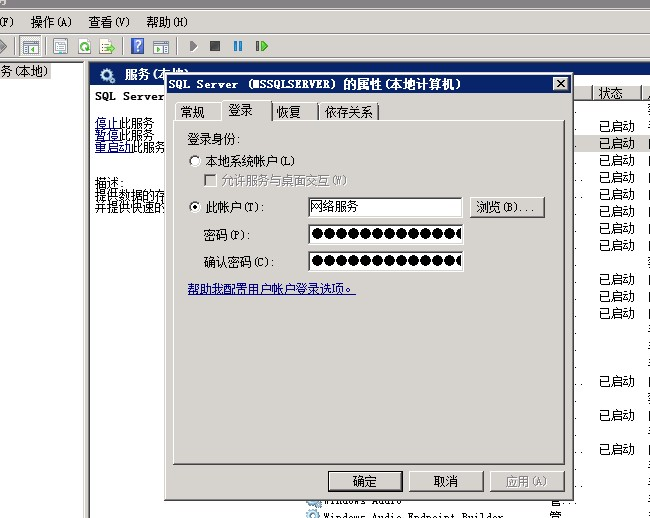 操作(A) 查看(V) 帮助(H)
务(本地)
服务(本地
SQL Server
停止此服务
暂停此服务
重启动此服务
描述:
提供数据的存
并提供快速的
SQL Server (MSSQLSERVER) 的属性(本地计算机)
常规 登录 恢复 依存关系
登录身份:
本地系统帐户(L)
允许服务与桌面交互(W)
此帐户(T): 网络服务 浏览(B)...
密码(P): ●●●●●●●●●●●●●
确认密码(C): ●●●●●●●●●●●●●
帮助我配置用户帐户登录选项。
确定 取消 应用(A)
状态
已启动
已启动
已启动
已启动
已启动
已启动
已启动
已启动
已启动
已启动
已启动
已启动
已启动
已启动
Windows Audio 管...
Windows Audio Endpoint Builder 管